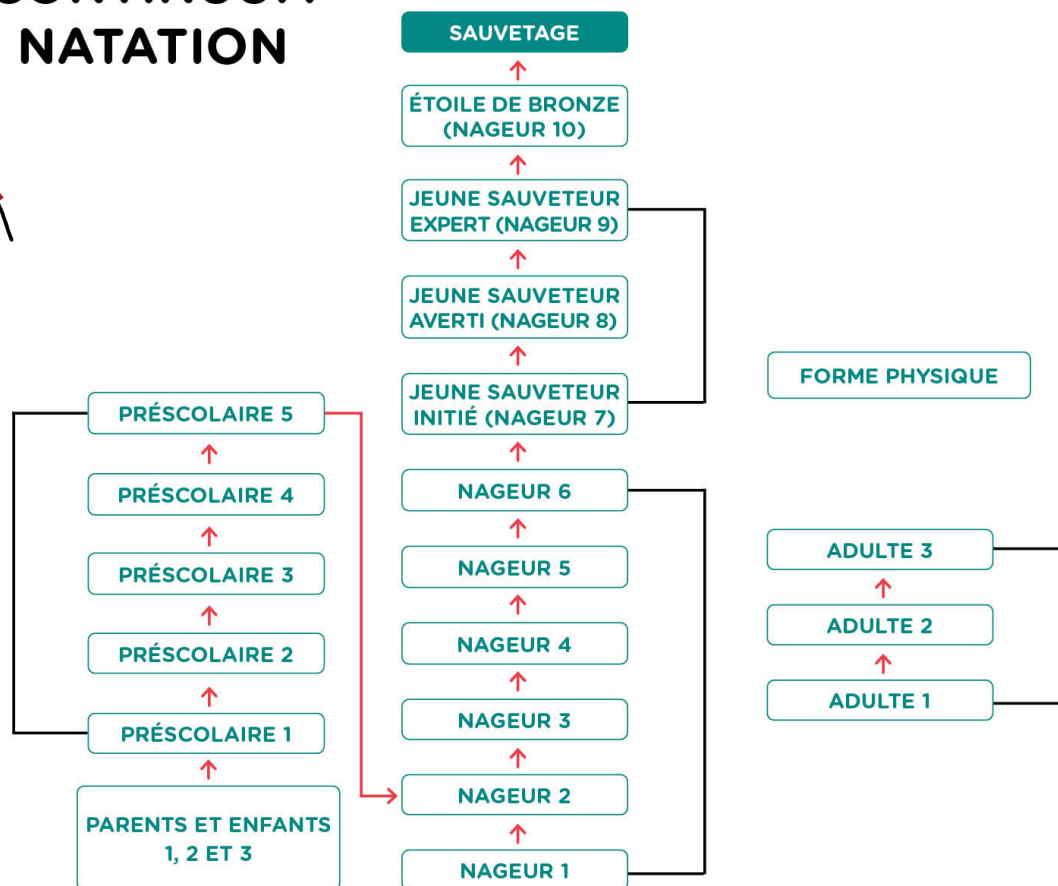 NATATION
SAUVETAGE
ÉTOILE DE BRONZE
(NAGEUR 10)
JEUNE SAUVETEUR
EXPERT (NAGEUR 9)
JEUNE SAUVETEUR
AVERTI (NAGEUR 8)
JEUNE SAUVETEUR
INITIÉ (NAGEUR 7)
NAGEUR 6
NAGEUR 5
NAGEUR 4
NAGEUR 3
NAGEUR 2
NAGEUR 1
PRÉSCOLAIRE 5
PRÉSCOLAIRE 4
PRÉSCOLAIRE 3
PRÉSCOLAIRE 2
PRÉSCOLAIRE 1
PARENTS ET ENFANTS
1, 2 ET 3
FORME PHYSIQUE
ADULTE 3
ADULTE 2
ADULTE 1